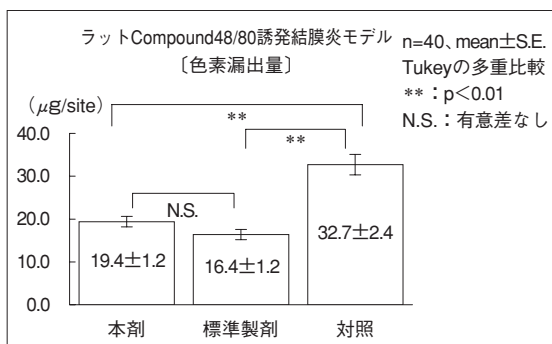 ラットCompound48/80誘発結膜炎モデル
〔色素漏出量〕
n=40、mean±S.E.
Tukeyの多重比較
**：p<0.01
N.S.：有意差なし
(μg/site)
40.0
30.0
20.0
10.0
0.0
**
**
N.S.
19.4±1.2
16.4±1.2
32.7±2.4
本剤
標準製剤
対照